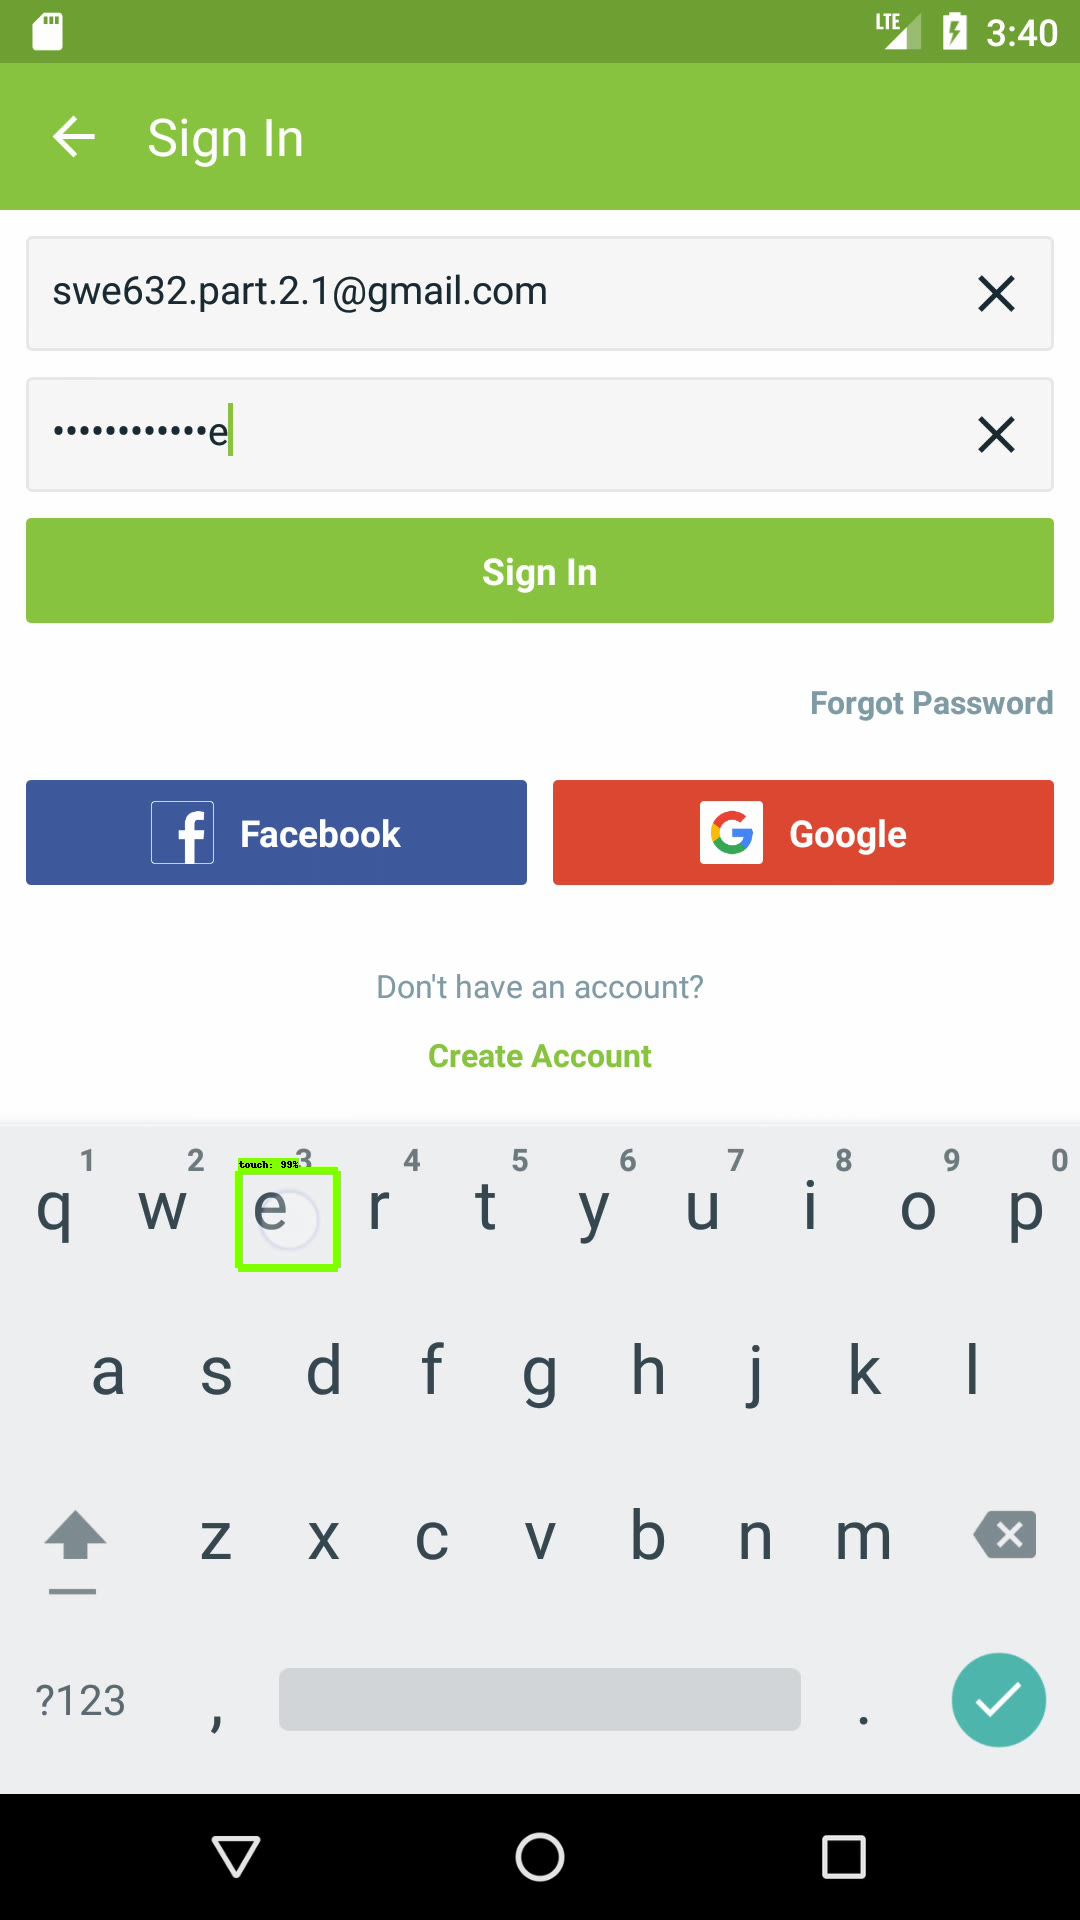 LTE 3:40
Sign In
swe632.part.2.1@gmail.com
••••••••••••e
Sign In
Forgot Password
Facebook Google
Don't have an account?
Create Account
touch: 99%
1 2 3 4 5 6 7 8 9 0
q w e r t y u i o p
a s d f g h j k l
z x c v b n m
?123 , .